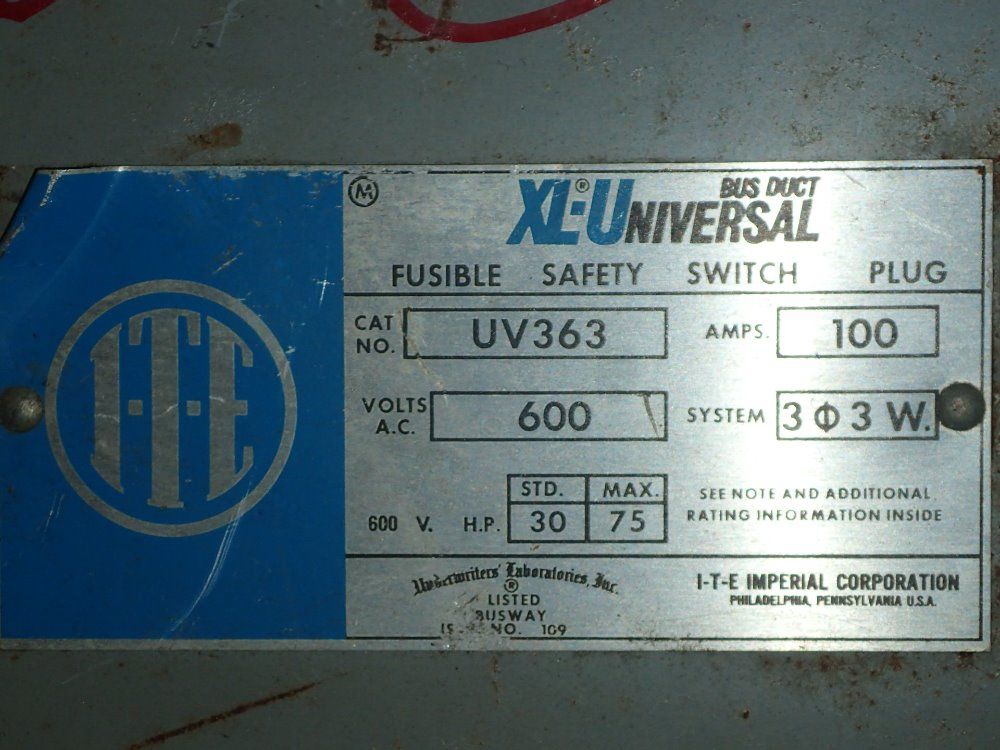 I-T-E
M
XL-UNIVERSAL® BUS DUCT
FUSIBLE SAFETY SWITCH PLUG
CAT NO. UV363 AMPS. 100
VOLTS A.C. 600 SYSTEM 3 Φ 3 W.
STD. MAX.
600 V. H.P. 30 75
SEE NOTE AND ADDITIONAL
RATING INFORMATION INSIDE
Underwriters' Laboratories, Inc.
®
LISTED
BUSWAY
NO. 109
I-T-E IMPERIAL CORPORATION
PHILADELPHIA, PENNSYLVANIA U.S.A.